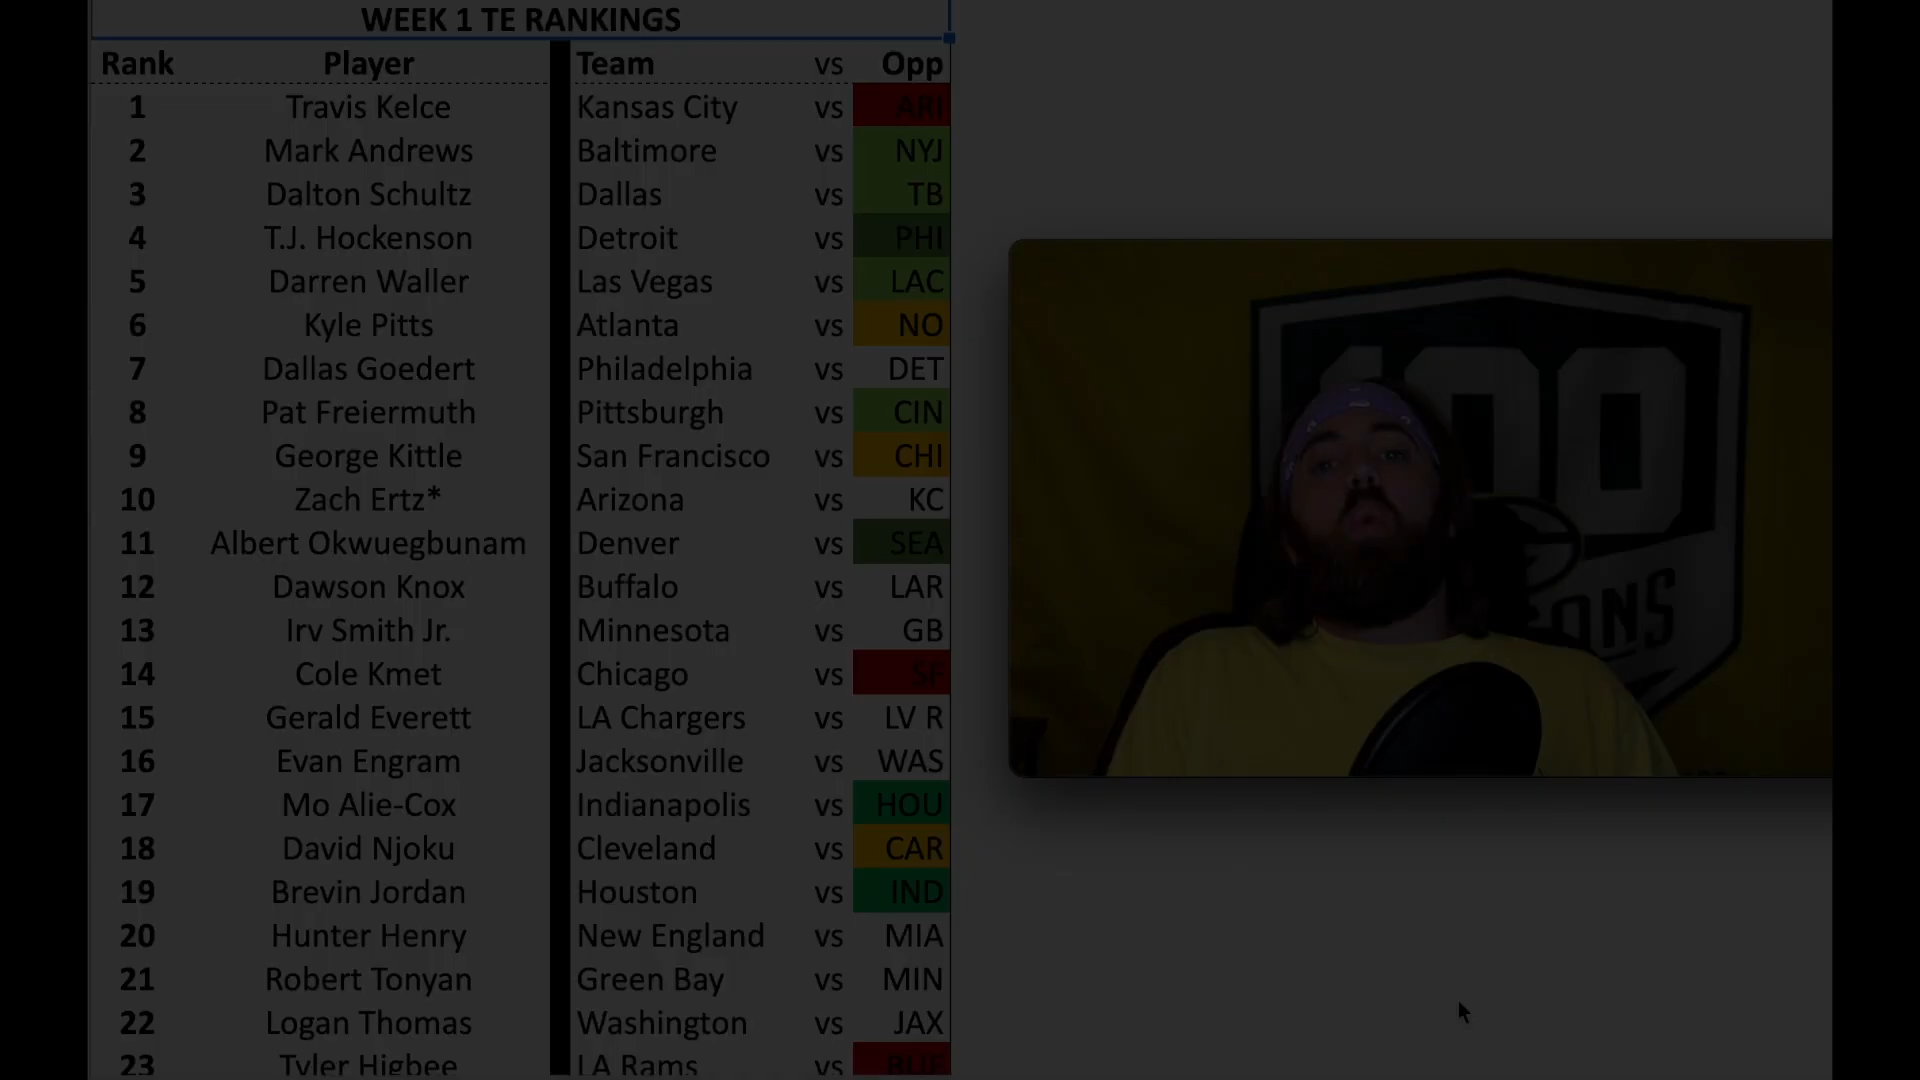 WEEK 1 TE RANKINGS
Rank Player Team vs Opp
1 Travis Kelce Kansas City vs ARI
2 Mark Andrews Baltimore vs NYJ
3 Dalton Schultz Dallas vs TB
4 T.J. Hockenson Detroit vs PHI
5 Darren Waller Las Vegas vs LAC
6 Kyle Pitts Atlanta vs NO
7 Dallas Goedert Philadelphia vs DET
8 Pat Freiermuth Pittsburgh vs CIN
9 George Kittle San Francisco vs CHI
10 Zach Ertz* Arizona vs KC
11 Albert Okwuegbunam Denver vs SEA
12 Dawson Knox Buffalo vs LAR
13 Irv Smith Jr. Minnesota vs GB
14 Cole Kmet Chicago vs SF
15 Gerald Everett LA Chargers vs LV R
16 Evan Engram Jacksonville vs WAS
17 Mo Alie-Cox Indianapolis vs HOU
18 David Njoku Cleveland vs CAR
19 Brevin Jordan Houston vs IND
20 Hunter Henry New England vs MIA
21 Robert Tonyan Green Bay vs MIN
22 Logan Thomas Washington vs JAX
23 Tyler Higbee LA Rams vs BUF